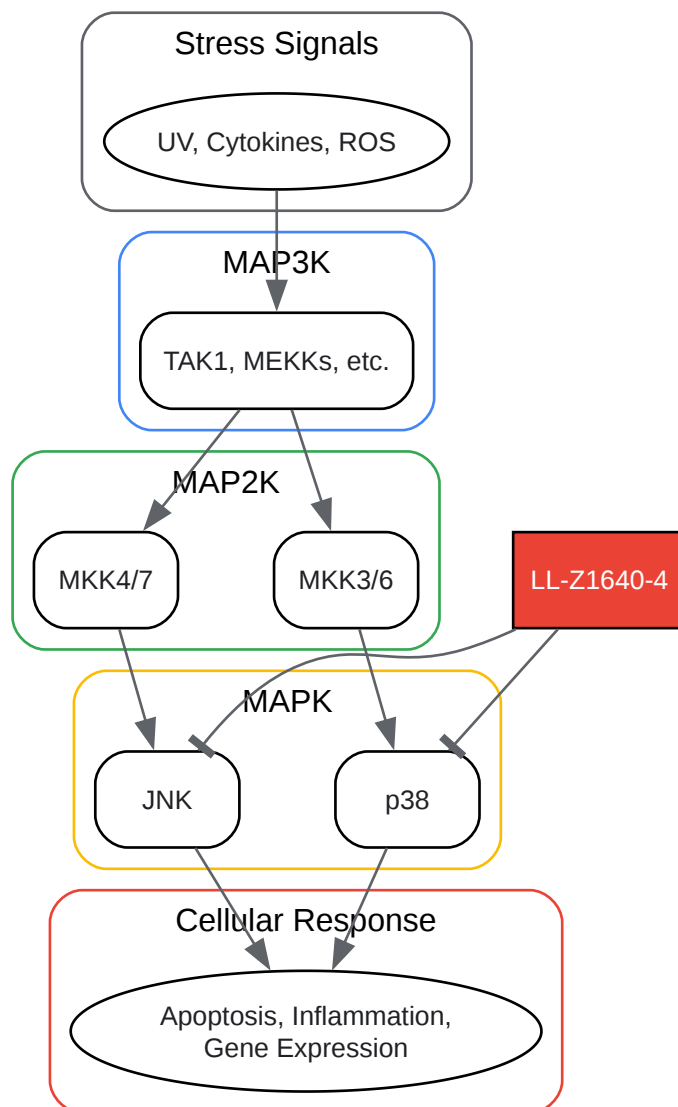 Stress Signals
UV, Cytokines, ROS
MAP3K
TAK1, MEKKs, etc.
MAP2K
MKK4/7
MKK3/6
LL-Z1640-4
MAPK
JNK
p38
Cellular Response
Apoptosis, Inflammation,
Gene Expression